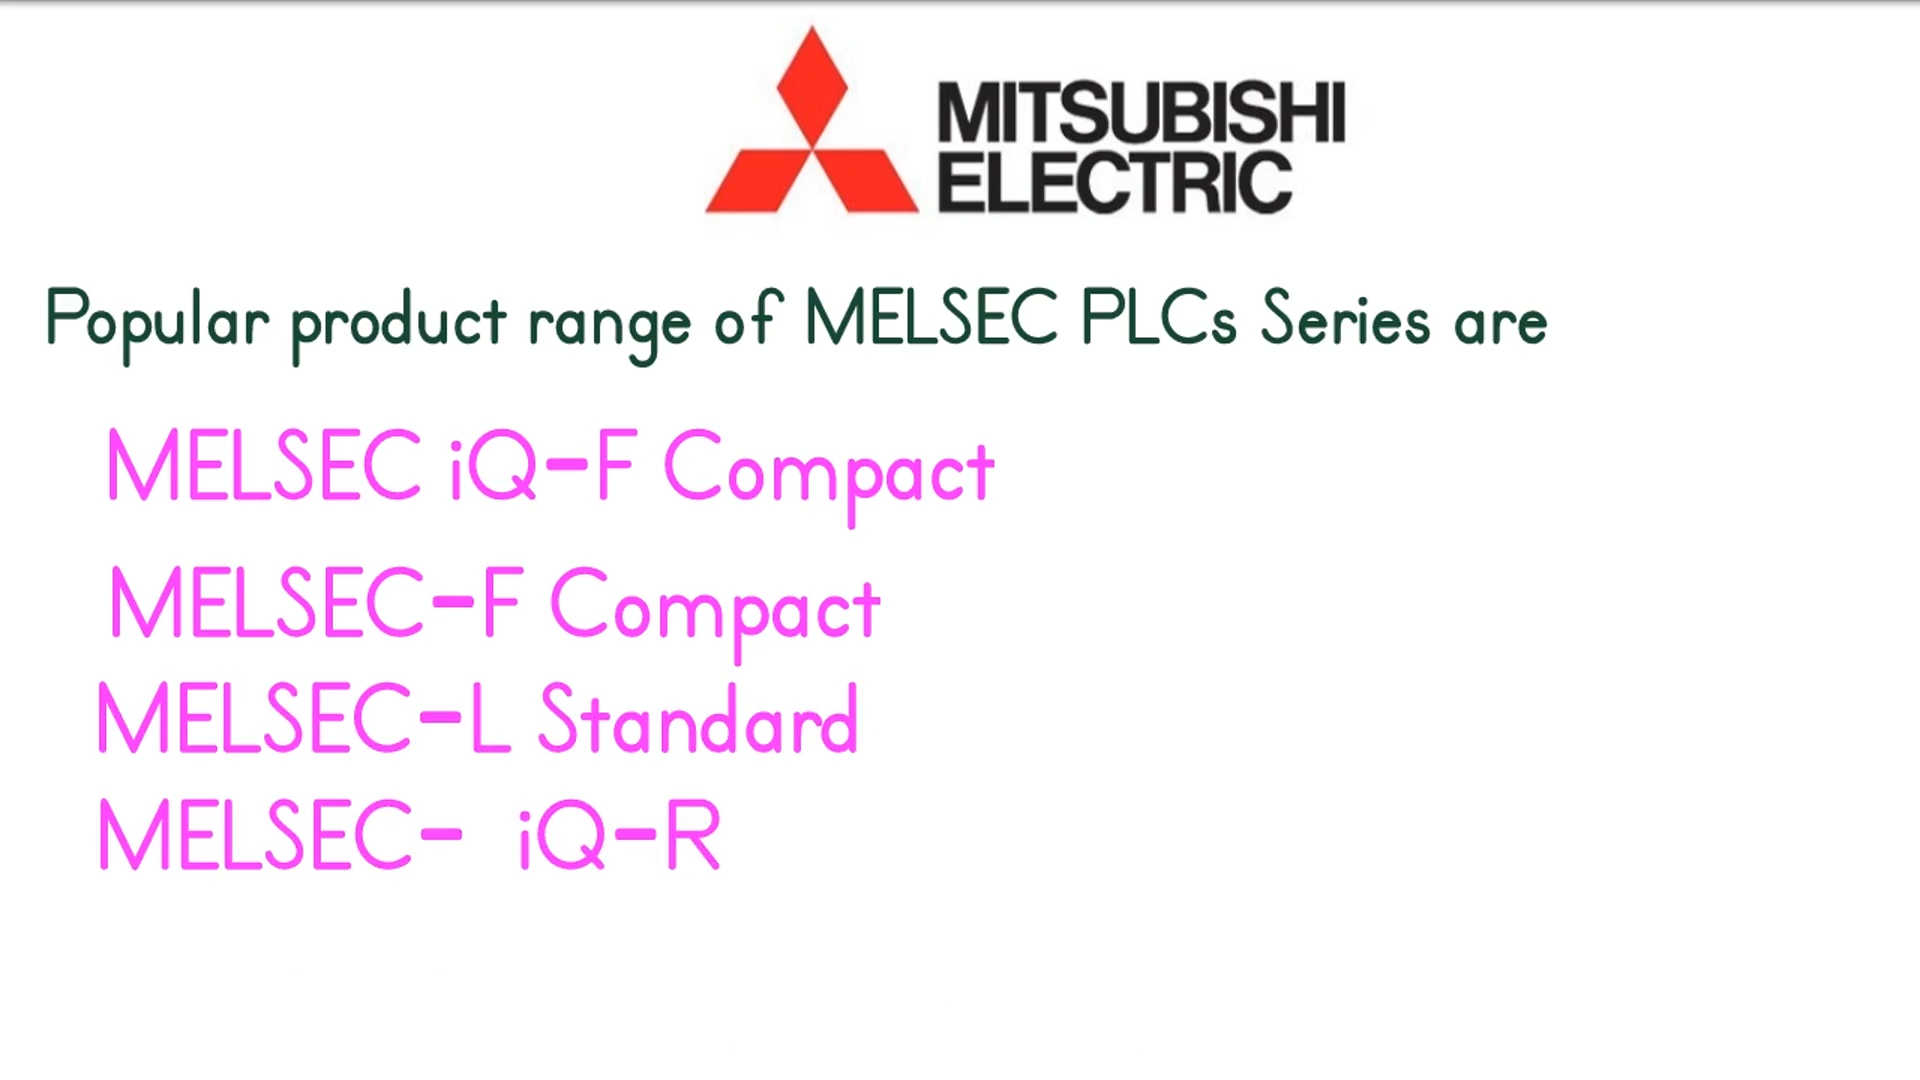 MITSUBISHI
ELECTRIC
Popular product range of MELSEC PLCs Series are
MELSEC iQ-F Compact
MELSEC-F Compact
MELSEC-L Standard
MELSEC- iQ-R